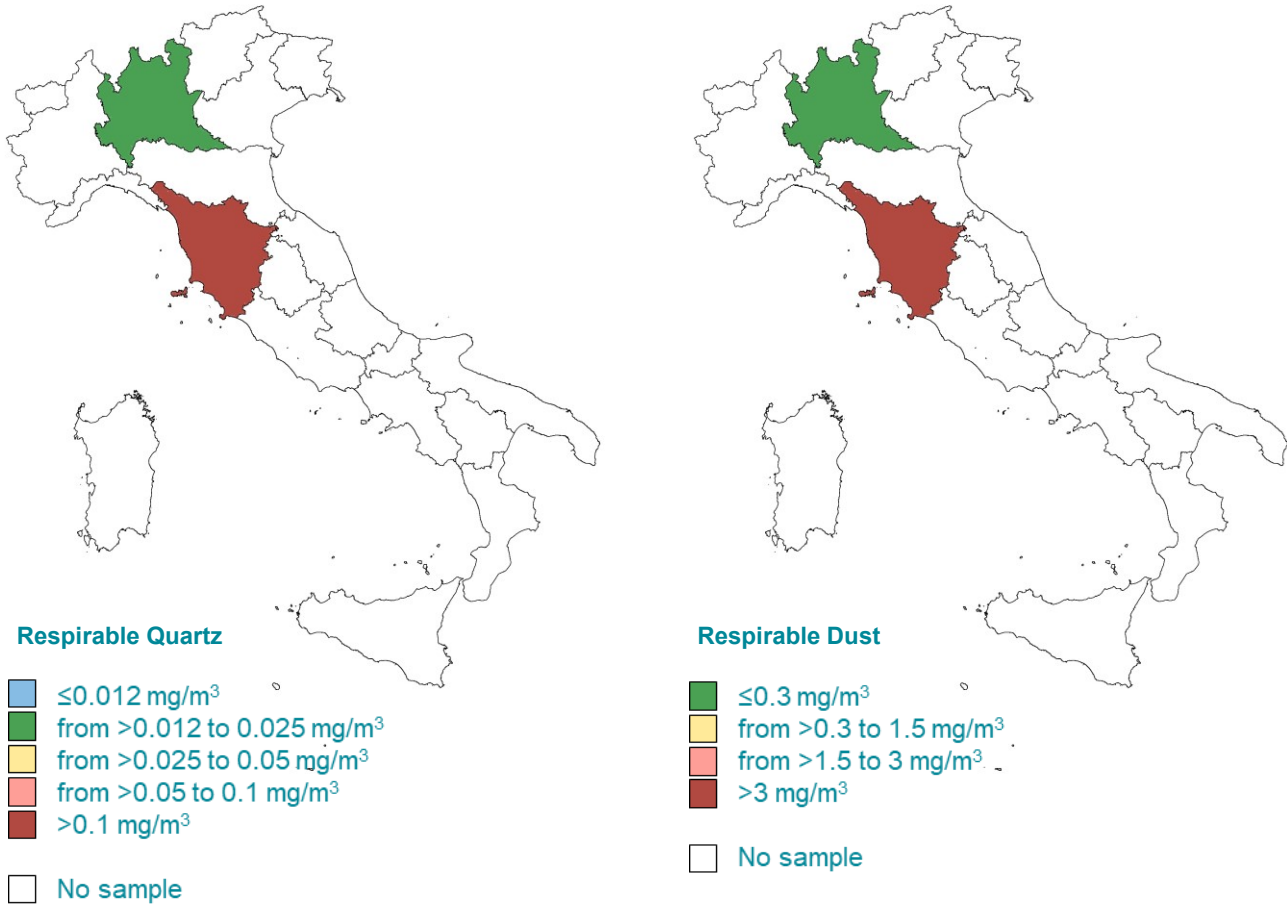 Respirable Quartz
≤0.012 mg/m³
from >0.012 to 0.025 mg/m³
from >0.025 to 0.05 mg/m³
from >0.05 to 0.1 mg/m³
>0.1 mg/m³
No sample
Respirable Dust
≤0.3 mg/m³
from >0.3 to 1.5 mg/m³
from >1.5 to 3 mg/m³
>3 mg/m³
No sample